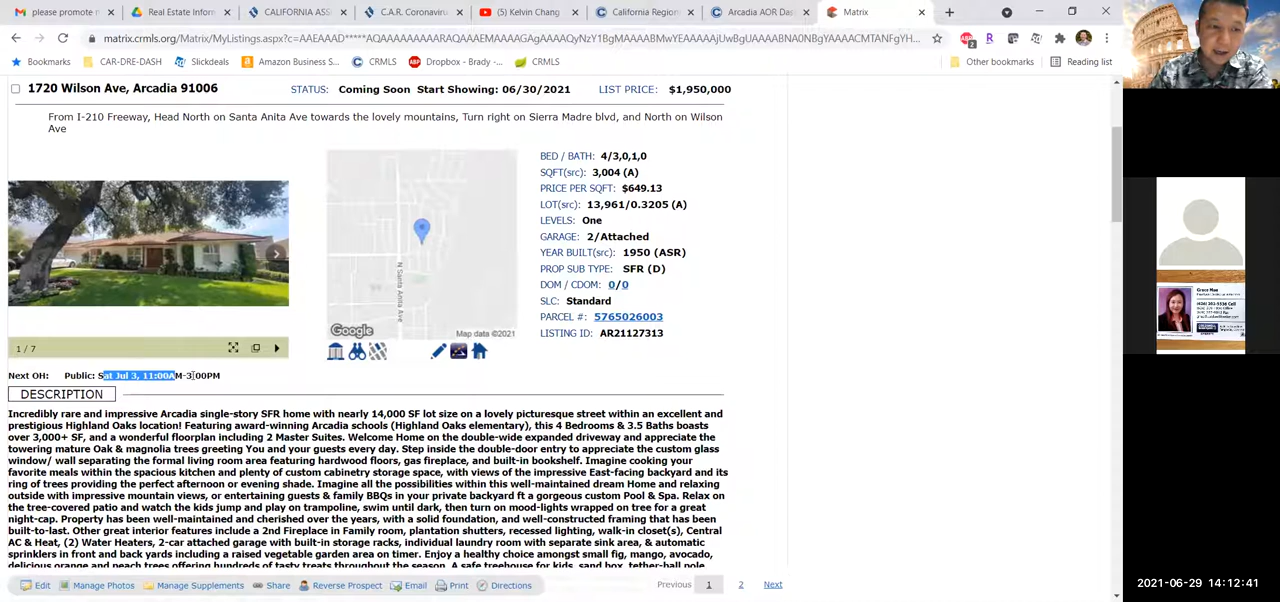 please promote m
Real Estate Inform
CALIFORNIA ASS
C.A.R. Coronaviru
(5) Kelvin Chang
California Region
Arcadia AOR Das
Matrix
matrix.crmls.org/Matrix/MyListings.aspx?c=AAEAAAD*****AQAAAAAAAAARAQAAAEMAAAAGAgAAAAQyNzY1BgMAAAABMwYEAAAAAjUwBgUAAAABNA0NBgYAAAACMTANFgYH...
2
Bookmarks
CAR-DRE-DASH
Slickdeals
Amazon Business S...
CRMLS
Dropbox - Brady -...
CRMLS
Other bookmarks
Reading list
1720 Wilson Ave, Arcadia 91006
STATUS: Coming Soon Start Showing: 06/30/2021 LIST PRICE: $1,950,000
From I-210 Freeway, Head North on Santa Anita Ave towards the lovely mountains, Turn right on Sierra Madre blvd, and North on Wilson
Ave
BED / BATH: 4/3,0,1,0
SQFT(src): 3,004 (A)
PRICE PER SQFT: $649.13
LOT(src): 13,961/0.3205 (A)
LEVELS: One
GARAGE: 2/Attached
YEAR BUILT(src): 1950 (ASR)
PROP SUB TYPE: SFR (D)
DOM / CDOM: 0/0
SLC: Standard
PARCEL #: 5765026003
LISTING ID: AR21127313
N Santa Anita Ave
Google
Map data ©2021
1 / 7
Next OH: Public: Sat Jul 3, 11:00AM-3:00PM
DESCRIPTION
Incredibly rare and impressive Arcadia single-story SFR home with nearly 14,000 SF lot size on a lovely picturesque street within an excellent and
prestigious Highland Oaks location! Featuring award-winning Arcadia schools (Highland Oaks elementary), this 4 Bedrooms & 3.5 Baths boasts
over 3,000+ SF, and a wonderful floorplan including 2 Master Suites. Welcome Home on the double-wide expanded driveway and appreciate the
towering mature Oak & magnolia trees greeting You and your guests every day. Step inside the double-door entry to appreciate the custom glass
window/ wall separating the formal living room area featuring hardwood floors, gas fireplace, and built-in bookshelf. Imagine cooking your
favorite meals within the spacious kitchen and plenty of custom cabinetry storage space, with views of the impressive East-facing backyard and its
ring of trees providing the perfect afternoon or evening shade. Imagine all the possibilities within this well-maintained dream Home and relaxing
outside with impressive mountain views, or entertaining guests & family BBQs in your private backyard ft a gorgeous custom Pool & Spa. Relax on
the tree-covered patio and watch the kids jump and play on trampoline, swim until dark, then turn on mood-lights wrapped on tree for a great
night-cap. Property has been well-maintained and cherished over the years, with a solid foundation, and well-constructed framing that has been
built-to-last. Other great interior features include a 2nd Fireplace in Family room, plantation shutters, recessed lighting, walk-in closet(s), Central
AC & Heat, (2) Water Heaters, 2-car attached garage with built-in storage racks, individual laundry room with separate sink area, & automatic
sprinklers in front and back yards including a raised vegetable garden area on timer. Enjoy a healthy choice amongst small fig, mango, avocado,
delicious orange and peach trees offering hundreds of tasty treats throughout the season. A safe treehouse for kids, sand box, tether-ball pole
Edit
Manage Photos
Manage Supplements
Share
Reverse Prospect
Email
Print
Directions
Previous 1 2 Next
Grace Mae
2021-06-29 14:12:41